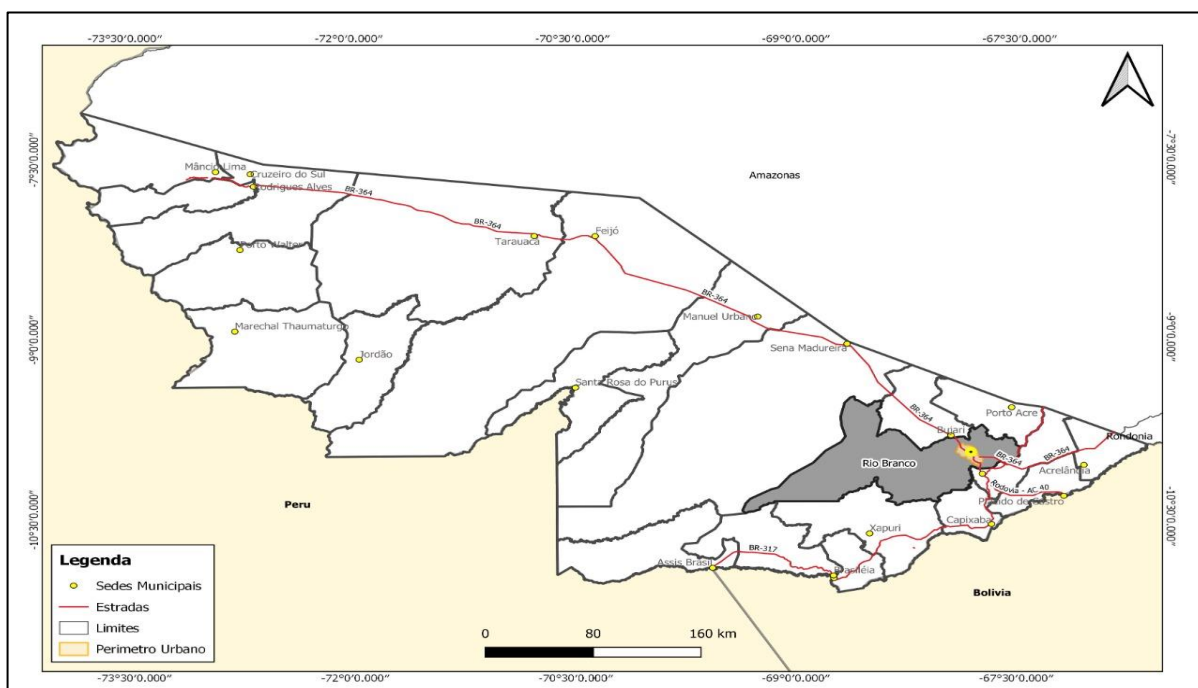 -73°30'0.000" -72°0'0.000" -70°30'0.000" -69°0'0.000" -67°30'0.000"
-7°30'0.000"
-7°30'0.000"
Amazonas
Mâncio Lima
Cruzeiro do Sul
Rodrigues Alves
BR-364
BR-364
Tarauacá
Feijó
Porto Walter
BR-364
Manuel Urbano
-9°0'0.000"
-9°0'0.000"
Marechal Thaumaturgo
Sena Madureira
Jordão
Santa Rosa do Purus
BR-364
Porto Acre
Bujari
Rondonia
BR-364
BR-364
Rio Branco
Acrelândia
Rodovia - AC 40
Plácido de Castro
Peru
Capixaba
-10°30'0.000"
-10°30'0.000"
Xapuri
BR-317
Assis Brasil
Brasiléia
Bolivia
Legenda
Sedes Municipais
Estradas
Limites
Perimetro Urbano
0 80 160 km
-73°30'0.000" -72°0'0.000" -70°30'0.000" -69°0'0.000" -67°30'0.000"